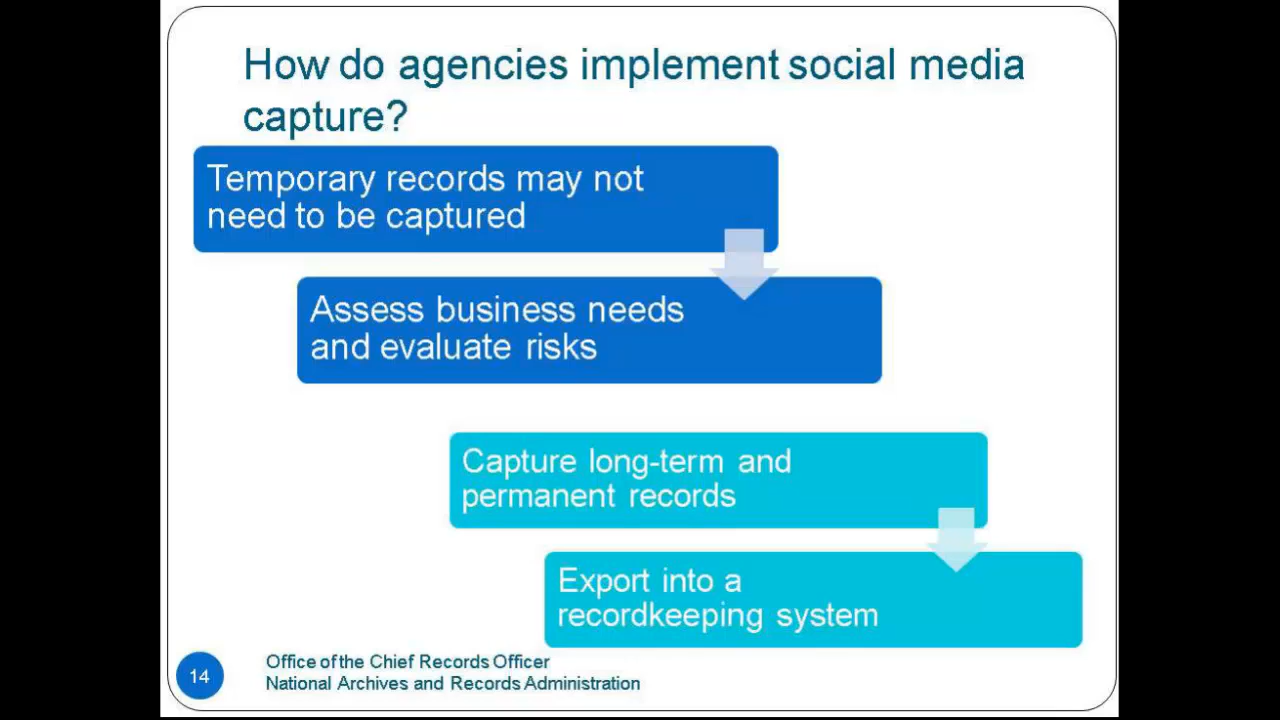 How do agencies implement social media
capture?
Temporary records may not
need to be captured
Assess business needs
and evaluate risks
Capture long-term and
permanent records
Export into a
recordkeeping system
14
Office of the Chief Records Officer
National Archives and Records Administration